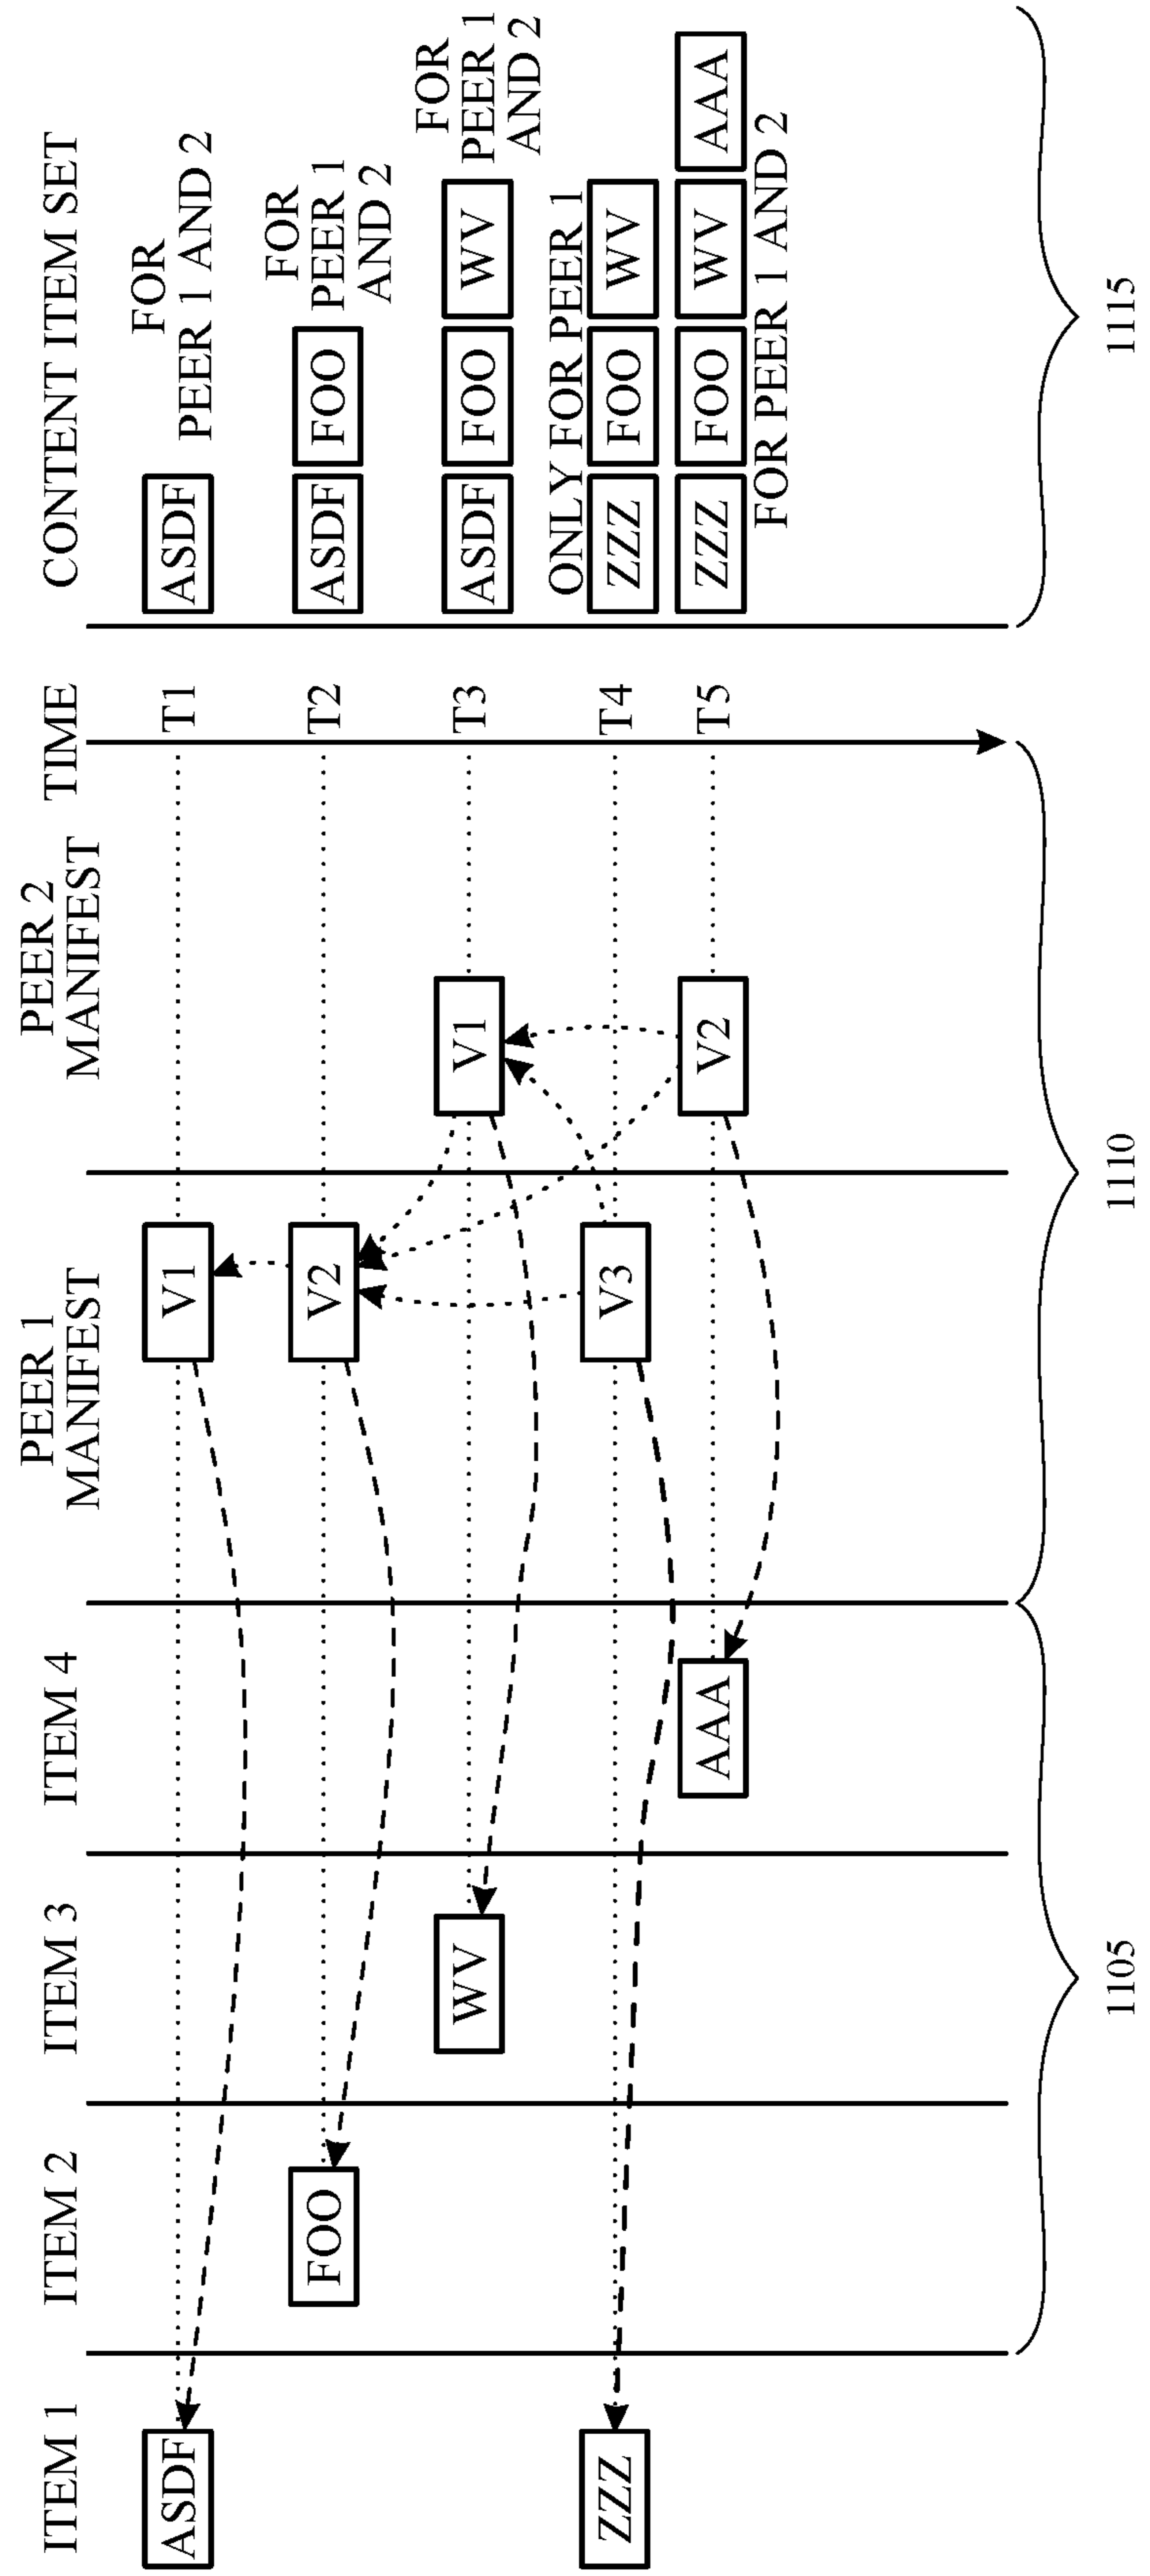 ITEM 1
ITEM 2
ITEM 3
ITEM 4
PEER 1
MANIFEST
PEER 2
MANIFEST
TIME
CONTENT ITEM SET
ASDF
V1
T1
ASDF
FOR
PEER 1 AND 2
FOO
V2
T2
ASDF
FOO
FOR
PEER 1
AND 2
WV
V1
T3
ASDF
FOO
WV
FOR
PEER 1
AND 2
ONLY FOR PEER 1
ZZZ
V3
T4
ZZZ
FOO
WV
AAA
V2
T5
ZZZ
FOO
WV
AAA
FOR PEER 1 AND 2
1105
1110
1115